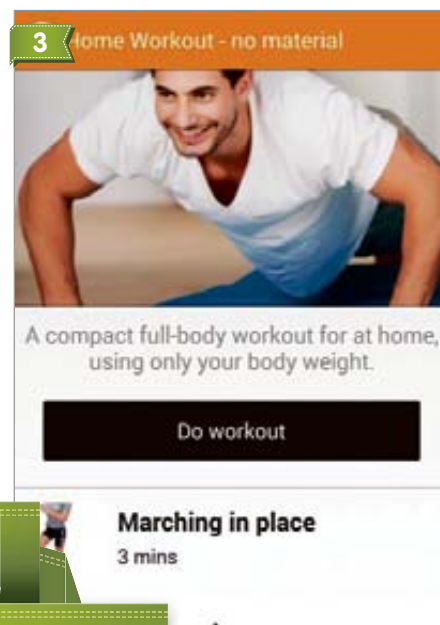 3
Home Workout - no material
A compact full-body workout for at home,
using only your body weight.
Do workout
Marching in place
3 mins